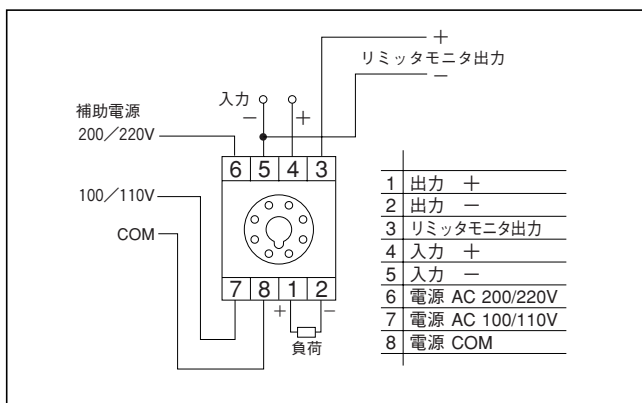 +
リミッタモニタ出力
−
入力
− +
補助電源
200/220V
6 5 4 3
100/110V
COM
7 8 1 2
+ −
負荷
1 出力 +
2 出力 −
3 リミッタモニタ出力
4 入力 +
5 入力 −
6 電源 AC 200/220V
7 電源 AC 100/110V
8 電源 COM